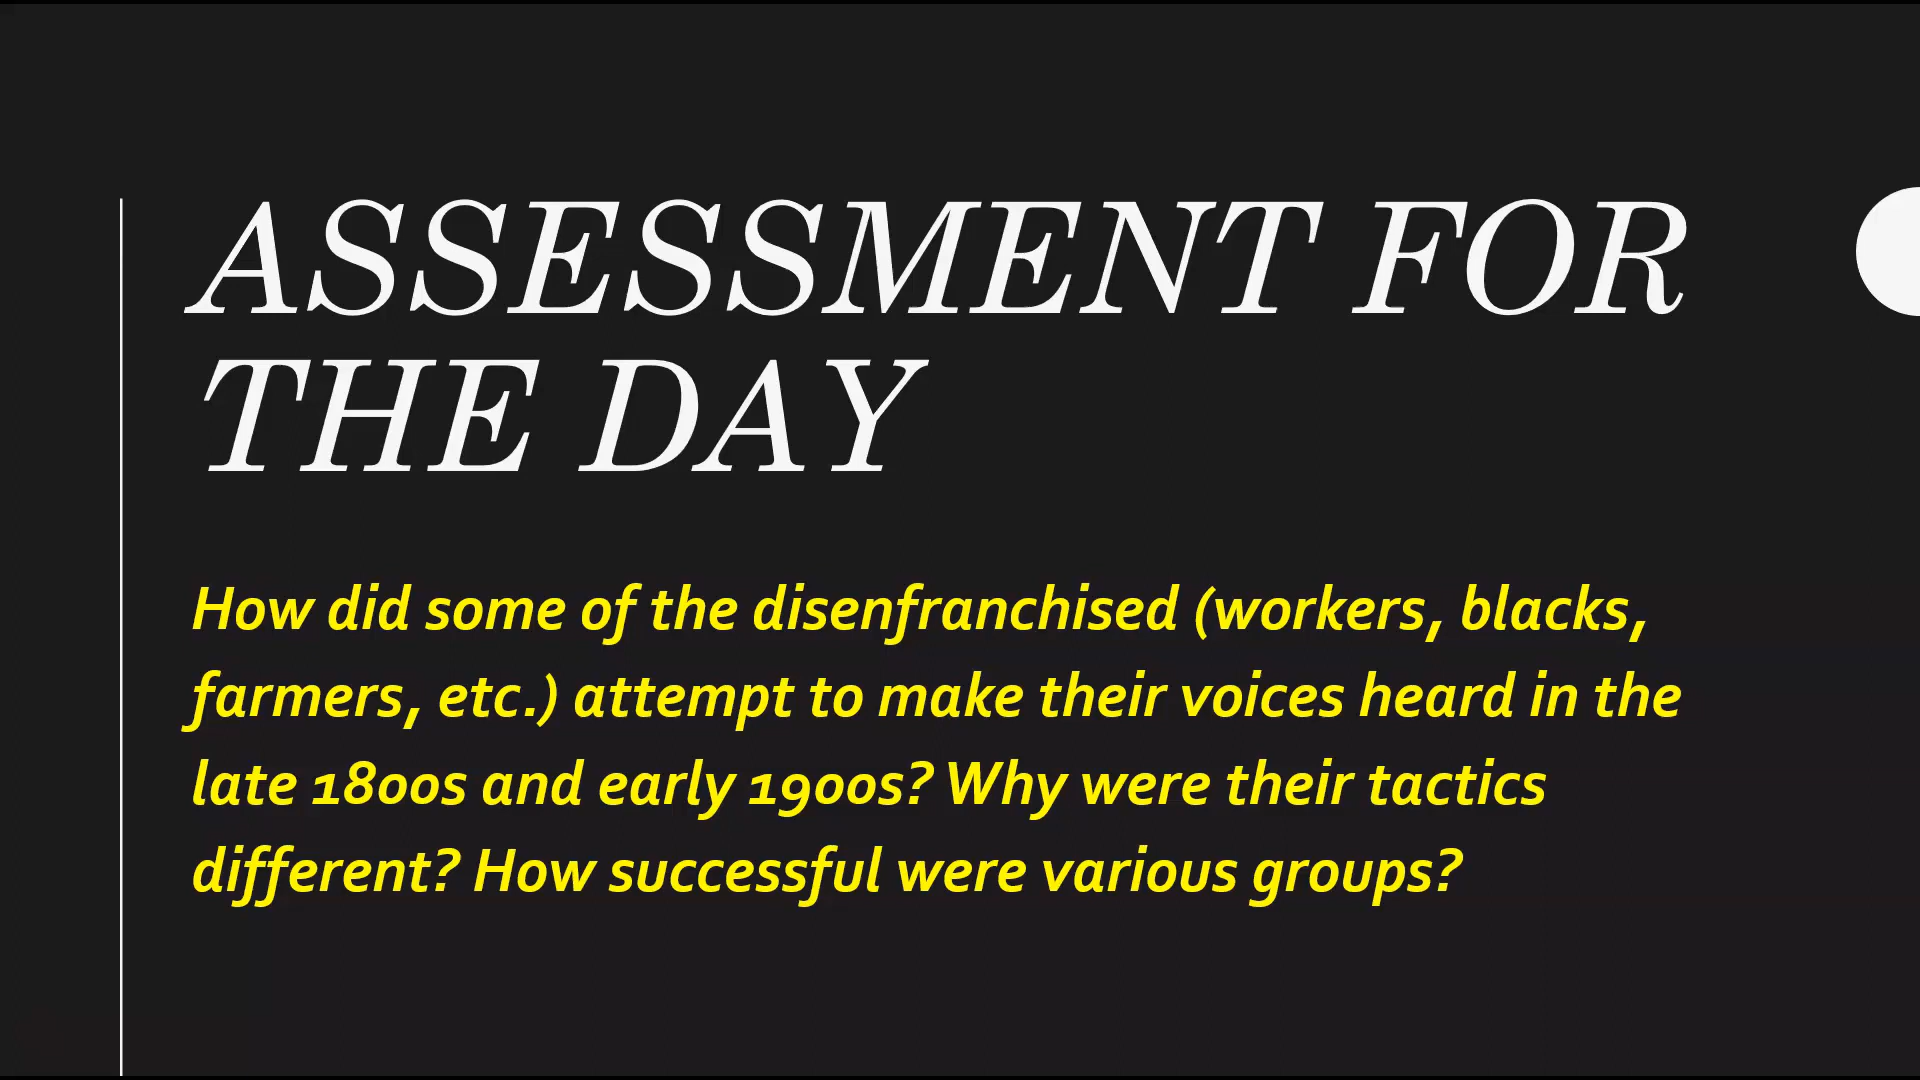 ASSESSMENT FOR
THE DAY
How did some of the disenfranchised (workers, blacks,
farmers, etc.) attempt to make their voices heard in the
late 1800s and early 1900s? Why were their tactics
different? How successful were various groups?